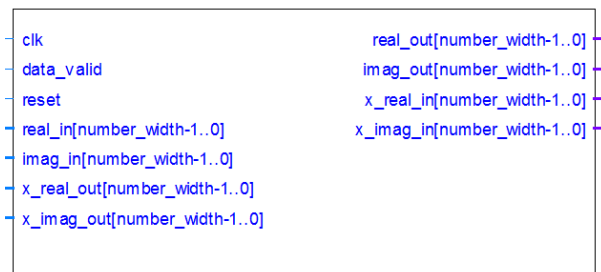 clk
real_out[number_width-1..0]
data_valid
imag_out[number_width-1..0]
reset
x_real_in[number_width-1..0]
real_in[number_width-1..0]
x_imag_in[number_width-1..0]
imag_in[number_width-1..0]
x_real_out[number_width-1..0]
x_imag_out[number_width-1..0]